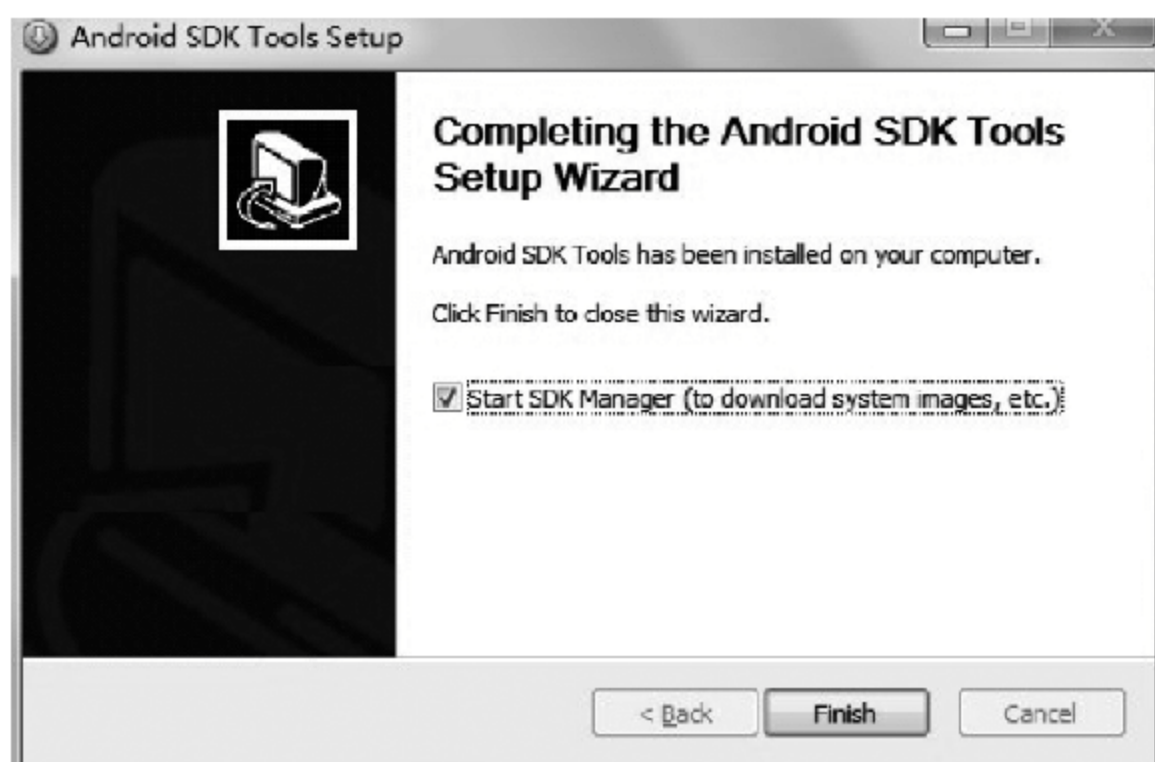 Android SDK Tools Setup
Completing the Android SDK Tools
Setup Wizard
Android SDK Tools has been installed on your computer.
Click Finish to close this wizard.
Start SDK Manager (to download system images, etc.)
< Back
Finish
Cancel